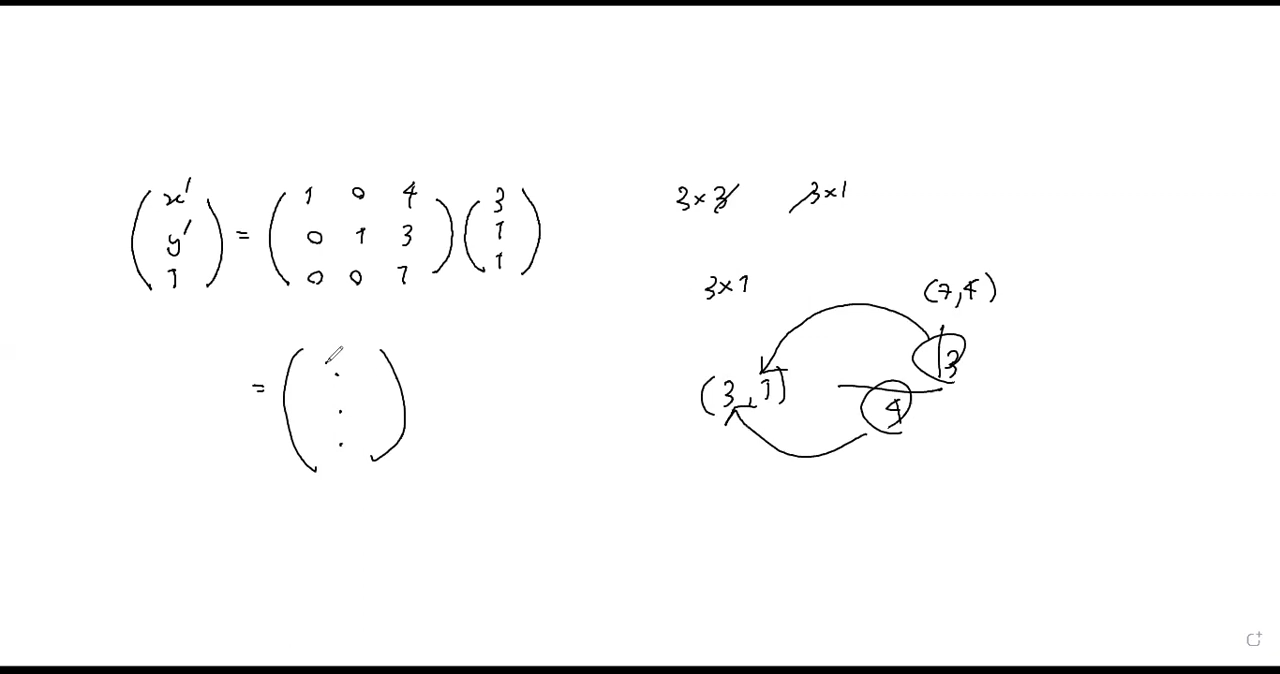 (x') = (1 0 4)(3)
(y') (0 1 3)(1)
(1) (0 0 1)(1)
= (. . .)
3 × 3 3 × 1
3 × 1
(7, 4)
3
(3, 1)
4